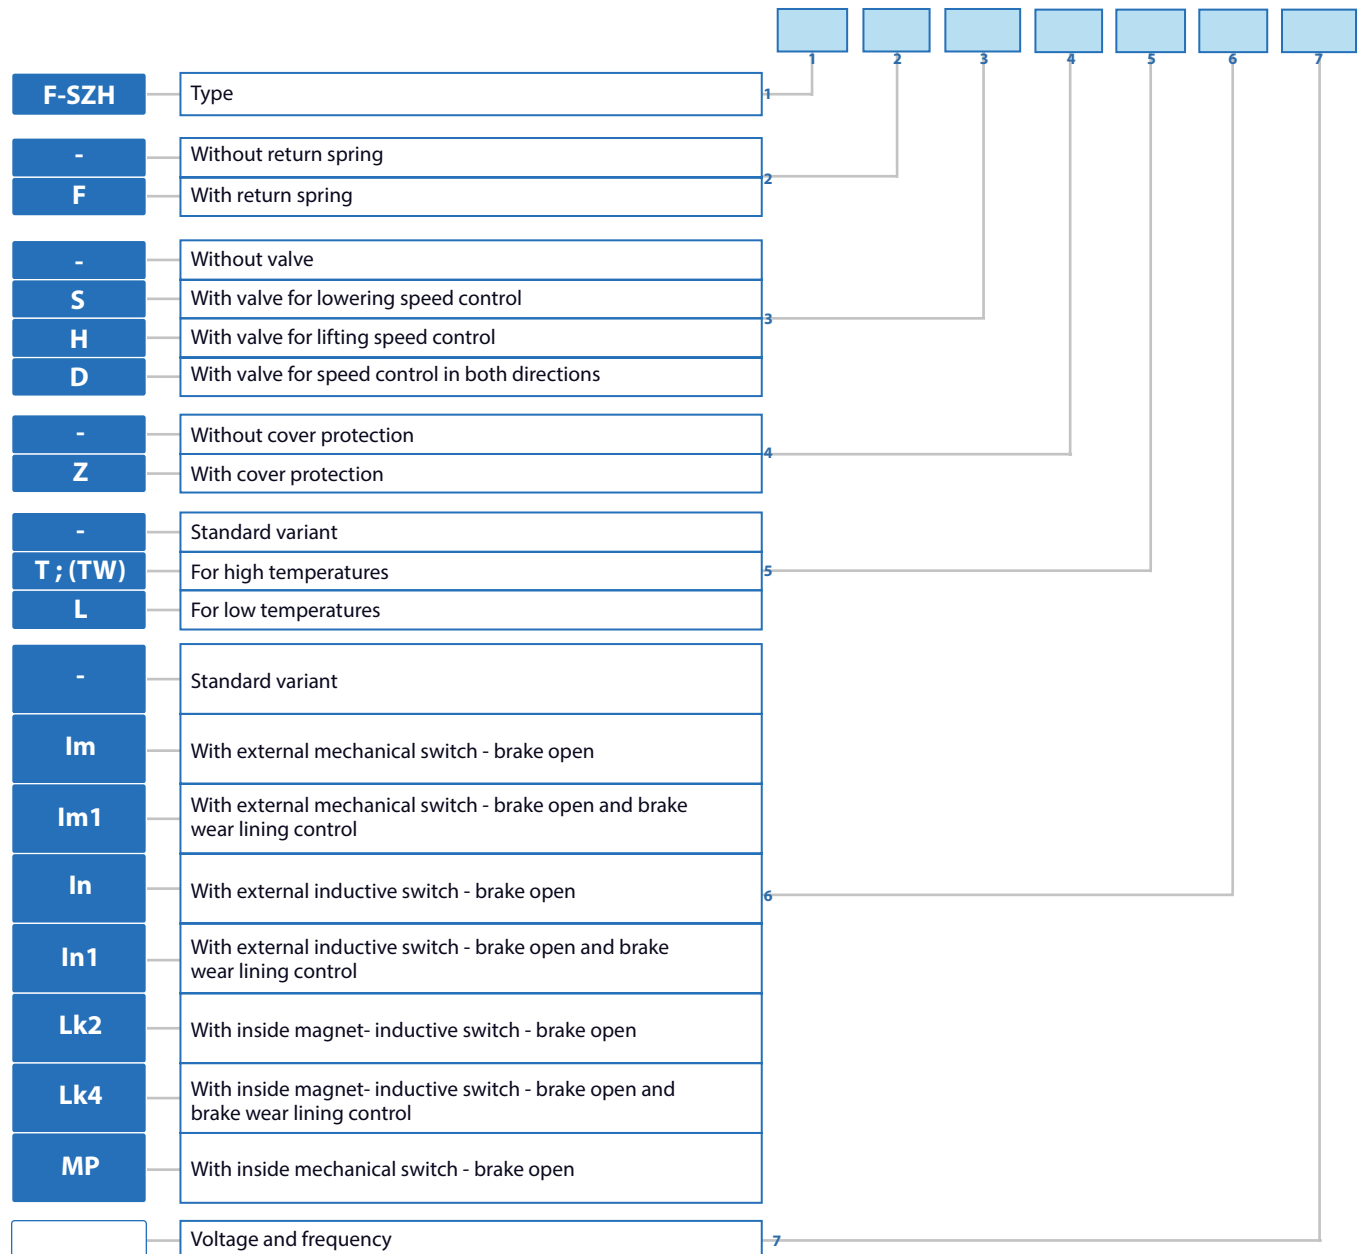 1 2 3 4 5 6 7
F-SZH Type 1
- Without return spring
2
F With return spring
- Without valve
S With valve for lowering speed control
3
H With valve for lifting speed control
D With valve for speed control in both directions
- Without cover protection
4
Z With cover protection
- Standard variant
T ; (TW) For high temperatures 5
L For low temperatures
- Standard variant
Im With external mechanical switch - brake open
Im1 With external mechanical switch - brake open and brake
wear lining control
In With external inductive switch - brake open 6
In1 With external inductive switch - brake open and brake
wear lining control
Lk2 With inside magnet- inductive switch - brake open
Lk4 With inside magnet- inductive switch - brake open and
brake wear lining control
MP With inside mechanical switch - brake open
Voltage and frequency 7